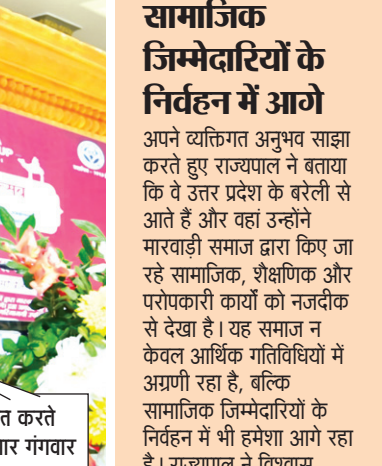 सामाजिक
जिम्मेदारियों के
निर्वहन में आगे
अपने व्यक्तिगत अनुभव साझा
करते हुए राज्यपाल ने बताया
कि वे उत्तर प्रदेश के बरेली से
आते हैं और वहां उन्होंने
मारवाड़ी समाज द्वारा किए जा
रहे सामाजिक, शैक्षणिक और
परोपकारी कार्यों को नजदीक
से देखा है। यह समाज न
केवल आर्थिक गतिविधियों में
अग्रणी रहा है, बल्कि
सामाजिक जिम्मेदारियों के
निर्वहन में भी हमेशा आगे रहा
है। राज्यपाल ने विश्वास
त करते
ार गंगवार